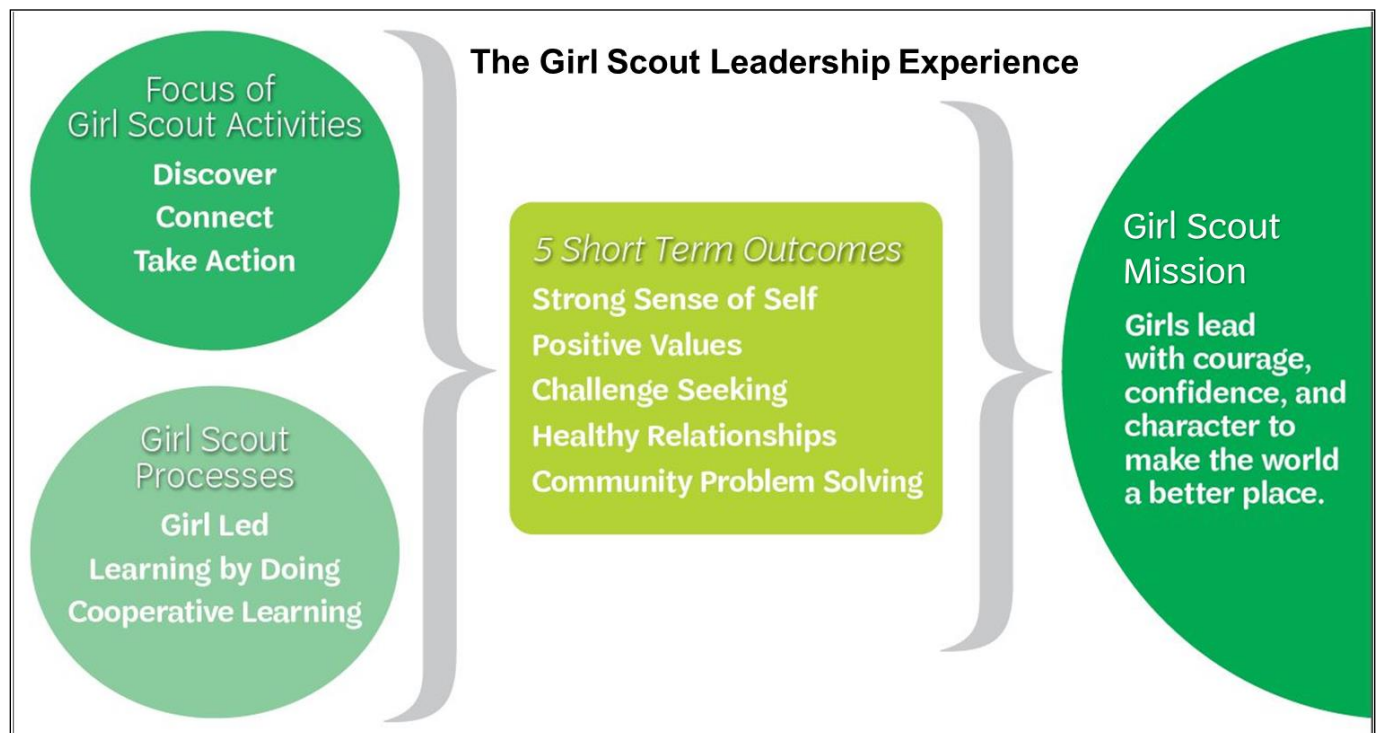 The Girl Scout Leadership Experience
Focus of
Girl Scout Activities
Discover
Connect
Take Action
Girl Scout
Processes
Girl Led
Learning by Doing
Cooperative Learning
5 Short Term Outcomes
Strong Sense of Self
Positive Values
Challenge Seeking
Healthy Relationships
Community Problem Solving
Girl Scout
Mission
Girls lead
with courage,
confidence, and
character to
make the world
a better place.